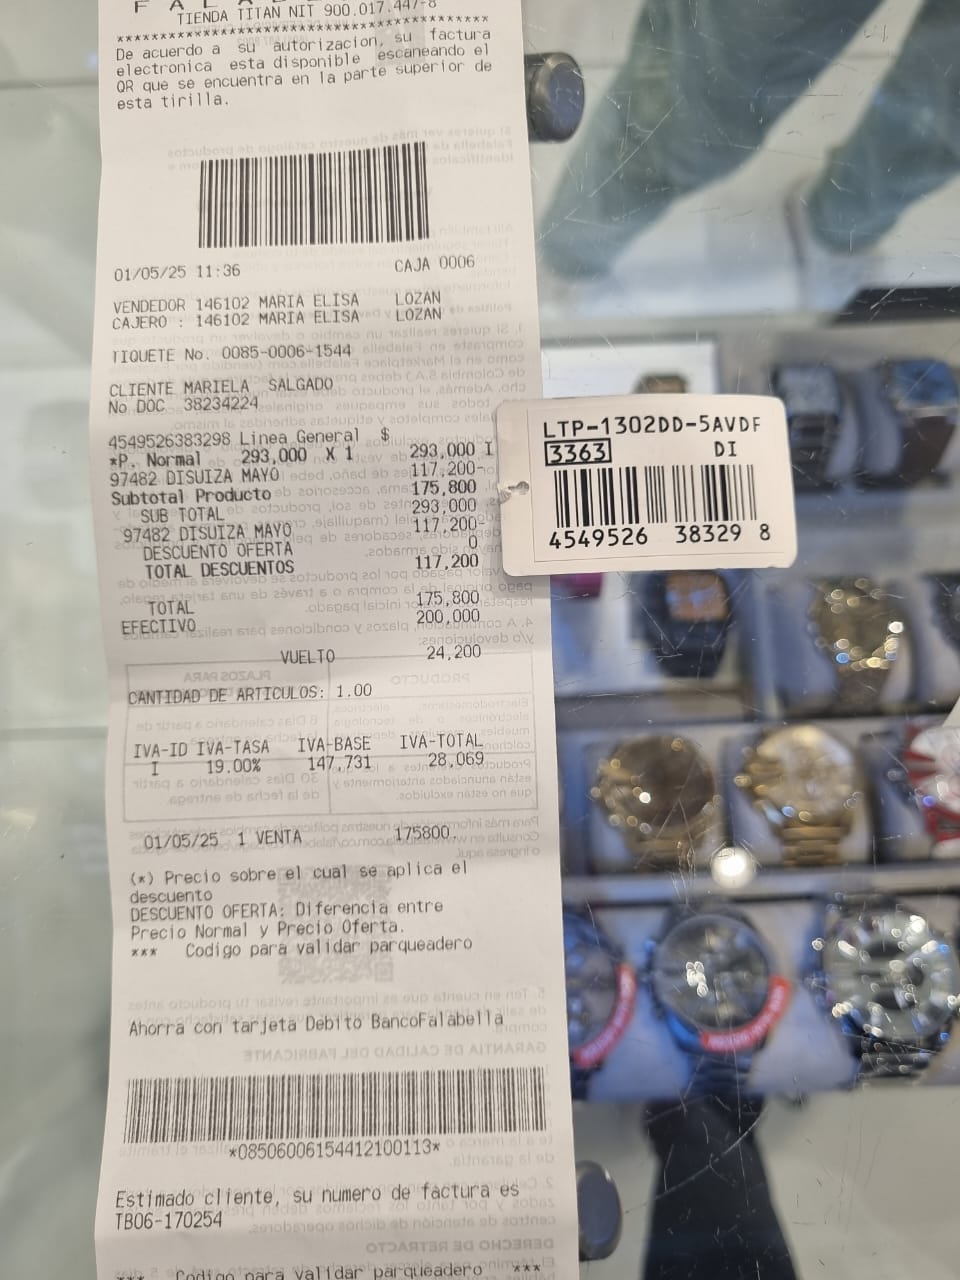 TIENDA TITAN NIT 900.017.447-8
****************************************
De acuerdo a su autorizacion, su factura
electronica esta disponible escaneando el
QR que se encuentra en la parte superior de
esta tirilla.
01/05/25 11:36 CAJA 0006
VENDEDOR 146102 MARIA ELISA LOZAN
CAJERO : 146102 MARIA ELISA LOZAN
TIQUETE No. 0085-0006-1544
CLIENTE MARIELA SALGADO
No DOC 38234224
4549526383298 Linea General $
*P. Normal 293,000 X 1 293,000 I
97482 DISUIZA MAYO 117,200-
Subtotal Producto 175,800
SUB TOTAL 293,000
97482 DISUIZA MAYO 117,200-
DESCUENTO OFERTA 0
TOTAL DESCUENTOS 117,200
TOTAL 175,800
EFECTIVO 200,000
VUELTO 24,200
CANTIDAD DE ARTICULOS: 1.00
IVA-ID IVA-TASA IVA-BASE IVA-TOTAL
I 19.00% 147,731 28,069
01/05/25 1 VENTA 175800.
(*) Precio sobre el cual se aplica el
descuento
DESCUENTO OFERTA: Diferencia entre
Precio Normal y Precio Oferta.
*** Codigo para validar parqueadero
Ahorra con tarjeta Debito BancoFalabella
*08506006154412100113*
Estimado cliente, su numero de factura es
TB06-170254
*** Codigo para validar parqueadero ***
LTP-1302DD-5AVDF
3363 DI
4549526 38329 8